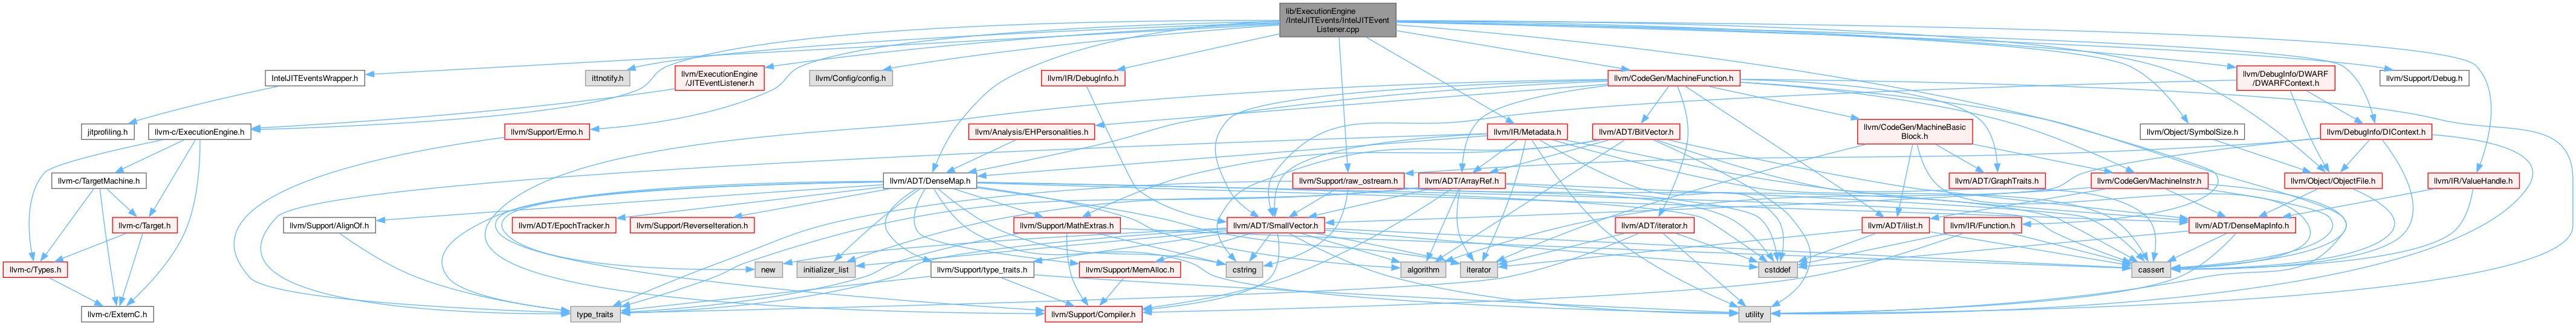 lib/ExecutionEngine
/IntelJITEvents/IntelJITEvent
Listener.cpp
IntelJITEventsWrapper.h
ittnotify.h
llvm/ExecutionEngine
/JITEventListener.h
llvm/Config/config.h
llvm/IR/DebugInfo.h
llvm/CodeGen/MachineFunction.h
llvm/DebugInfo/DWARF
/DWARFContext.h
llvm/Support/Debug.h
jitprofiling.h
llvm-c/ExecutionEngine.h
llvm/Support/Errno.h
llvm/Analysis/EHPersonalities.h
llvm/IR/Metadata.h
llvm/ADT/BitVector.h
llvm/CodeGen/MachineBasic
Block.h
llvm/Object/SymbolSize.h
llvm/DebugInfo/DIContext.h
llvm-c/TargetMachine.h
llvm/ADT/DenseMap.h
llvm/Support/raw_ostream.h
llvm/ADT/ArrayRef.h
llvm/ADT/GraphTraits.h
llvm/CodeGen/MachineInstr.h
llvm/Object/ObjectFile.h
llvm/IR/ValueHandle.h
llvm-c/Target.h
llvm/Support/AlignOf.h
llvm/ADT/EpochTracker.h
llvm/Support/ReverseIteration.h
llvm/Support/MathExtras.h
llvm/ADT/SmallVector.h
llvm/ADT/iterator.h
llvm/ADT/ilist.h
llvm/IR/Function.h
llvm/ADT/DenseMapInfo.h
llvm-c/Types.h
new
initializer_list
llvm/Support/type_traits.h
llvm/Support/MemAlloc.h
cstring
algorithm
iterator
cstddef
cassert
llvm-c/ExternC.h
type_traits
llvm/Support/Compiler.h
utility